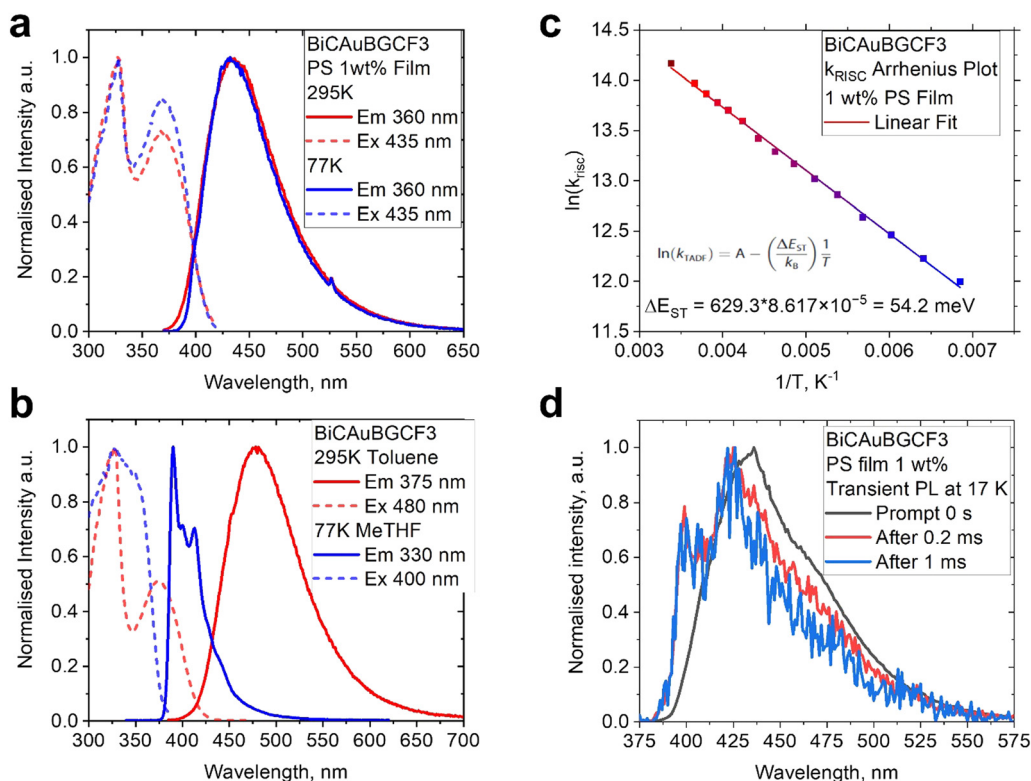 a
Normalised Intensity a.u.
1.0
0.8
0.6
0.4
0.2
0.0
BiCAuBGCF3
PS 1wt% Film
295K
Em 360 nm
Ex 435 nm
77K
Em 360 nm
Ex 435 nm
300 350 400 450 500 550 600 650
Wavelength, nm
c
ln(k_risc)
14.5
14.0
13.5
13.0
12.5
12.0
11.5
BiCAuBGCF3
k_RISC Arrhenius Plot
1 wt% PS Film
Linear Fit
ln(k_TADF) = A − (ΔE_ST/k_B) 1/T
ΔE_ST = 629.3*8.617×10⁻⁵ = 54.2 meV
0.003 0.004 0.005 0.006 0.007
1/T, K⁻¹
b
Normalised Intensity a.u.
1.0
0.8
0.6
0.4
0.2
0.0
BiCAuBGCF3
295K Toluene
Em 375 nm
Ex 480 nm
77K MeTHF
Em 330 nm
Ex 400 nm
300 350 400 450 500 550 600 650 700
Wavelength, nm
d
Normalised intensity, a.u.
1.0
0.8
0.6
0.4
0.2
0.0
BiCAuBGCF3
PS film 1 wt%
Transient PL at 17 K
Prompt 0 s
After 0.2 ms
After 1 ms
375 400 425 450 475 500 525 550 575
Wavelength, nm